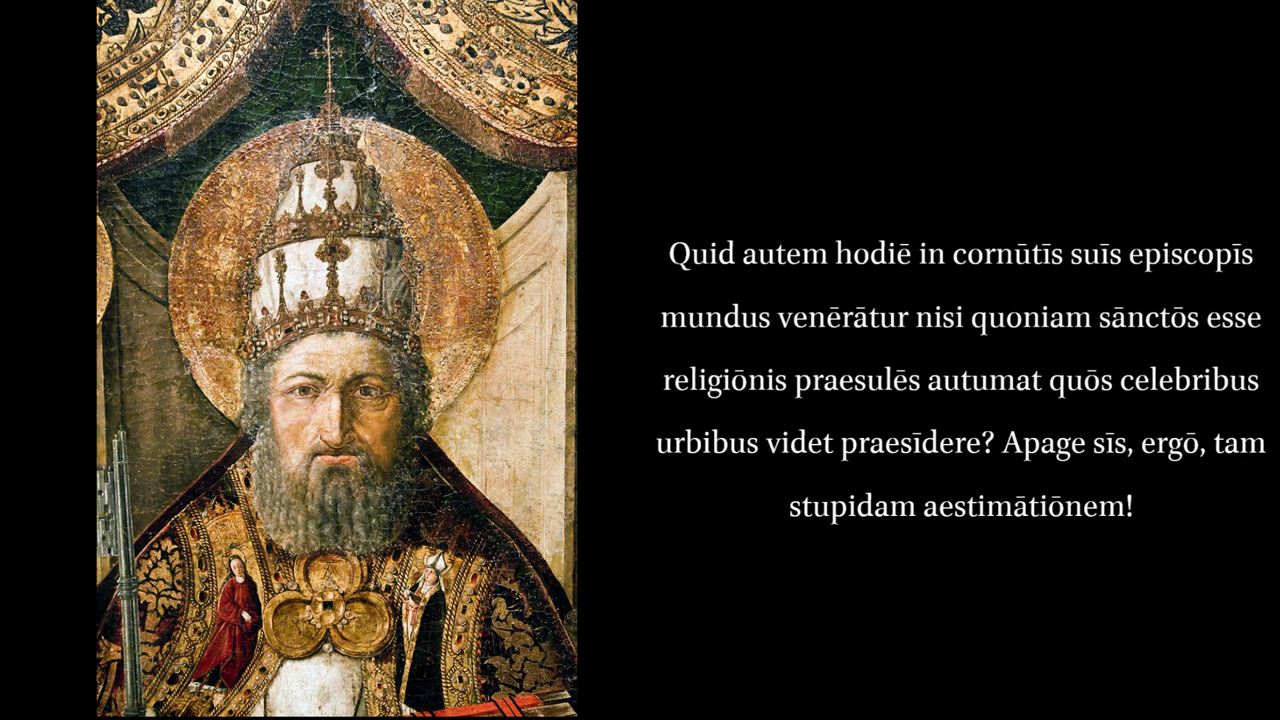 Quid autem hodiē in cornūtīs suīs episcopīs
mundus venērātur nisi quoniam sānctōs esse
religiōnis praesulēs autumat quōs celebribus
urbibus videt praesīdere? Apage sīs, ergō, tam
stupidam aestimātiōnem!